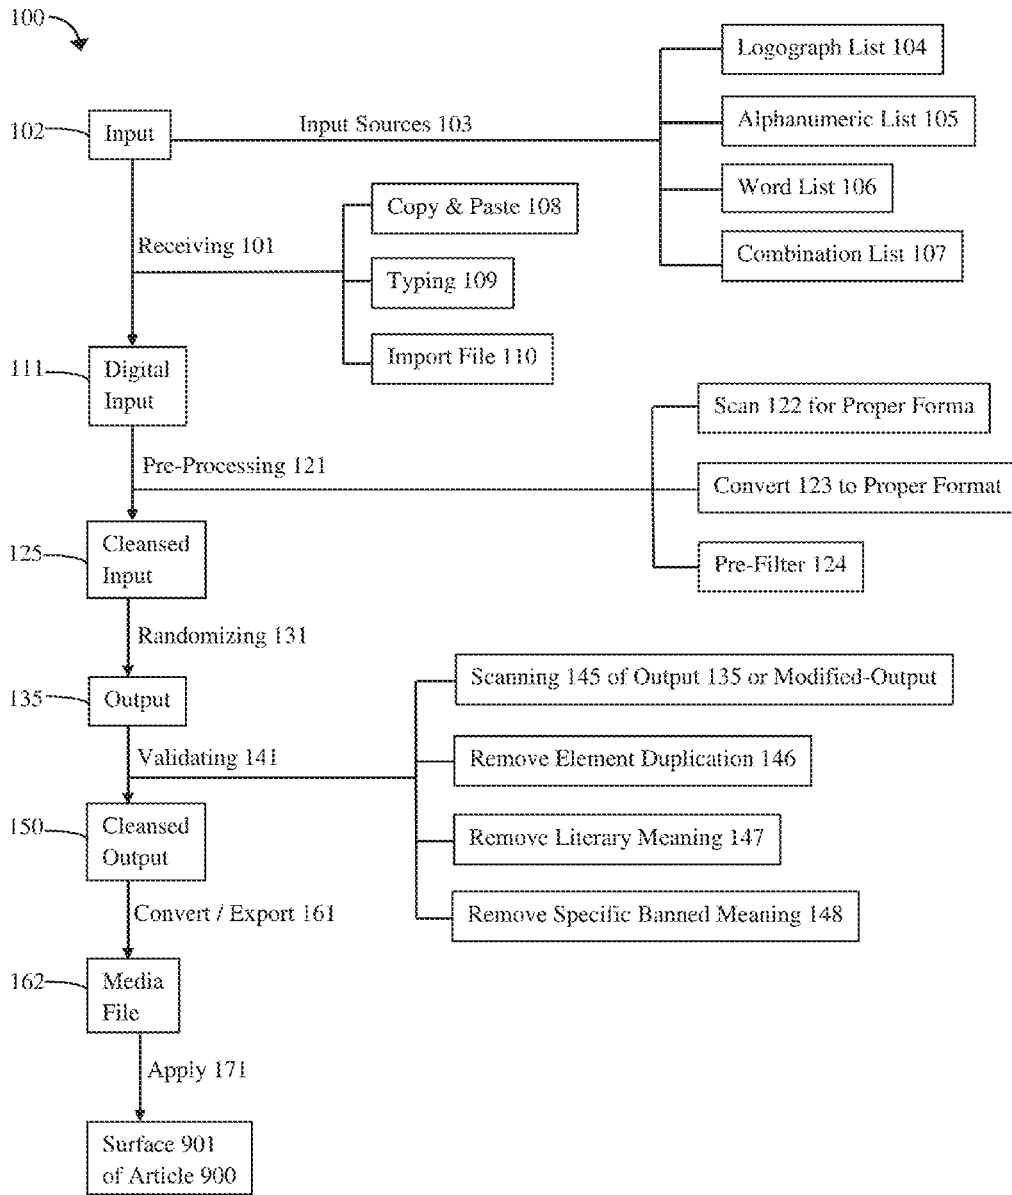 100
Logograph List 104
102
Input
Input Sources 103
Alphanumeric List 105
Word List 106
Copy & Paste 108
Receiving 101
Combination List 107
Typing 109
Import File 110
111
Digital
Input
Scan 122 for Proper Forma
Pre-Processing 121
Convert 123 to Proper Format
125
Cleansed
Input
Pre-Filter 124
Randomizing 131
Scanning 145 of Output 135 or Modified-Output
135
Output
Validating 141
Remove Element Duplication 146
150
Cleansed
Output
Remove Literary Meaning 147
Convert / Export 161
Remove Specific Banned Meaning 148
162
Media
File
Apply 171
Surface 901
of Article 900